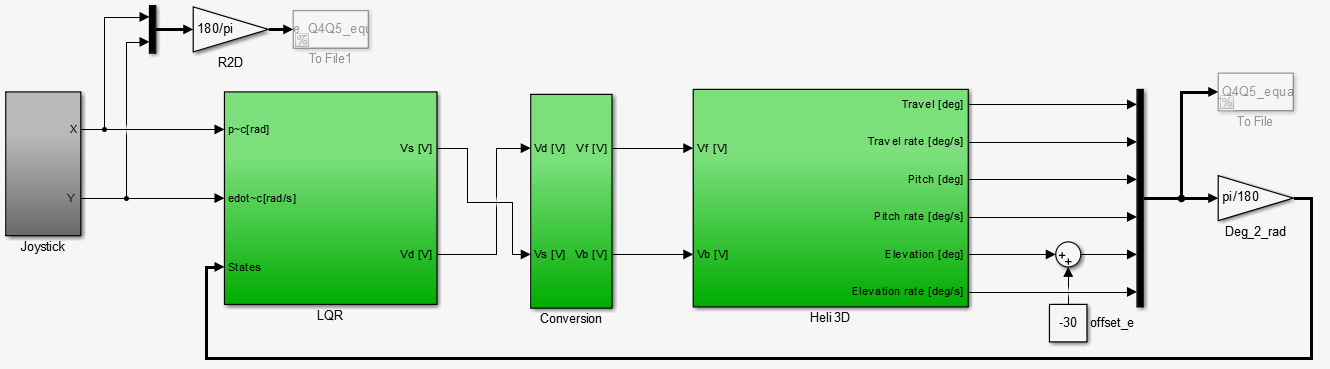 180/pi
e_Q4Q5_equ
%
To File1
R2D
X
Y
Joystick
p~c[rad]
edot~c[rad/s]
States
Vs [V]
Vd [V]
LQR
Vd [V]
Vs [V]
Vf [V]
Vb [V]
Conversion
Vf [V]
Vb [V]
Travel [deg]
Travel rate [deg/s]
Pitch [deg]
Pitch rate [deg/s]
Elevation [deg]
Elevation rate [deg/s]
Heli 3D
-30
offset_e
Q4Q5_equa
%
To File
pi/180
Deg_2_rad